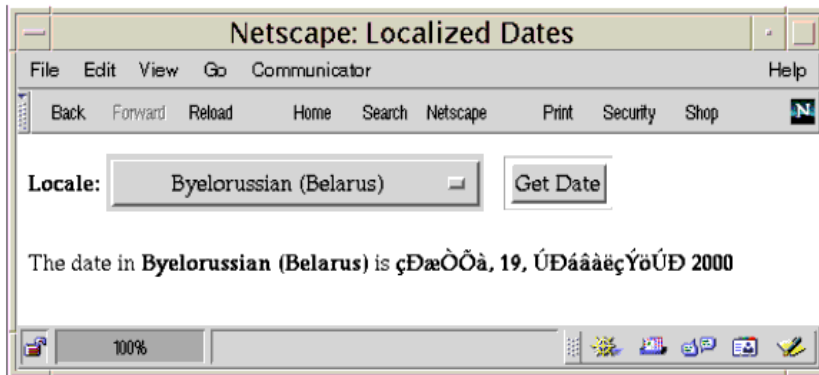 Netscape: Localized Dates
File Edit View Go Communicator Help
Back Forward Reload Home Search Netscape Print Security Shop N
Locale: Byelorussian (Belarus) Get Date
The date in Byelorussian (Belarus) is çÐæÒÕà, 19, ÚÐáâàëçÝöÚÐ 2000
100%